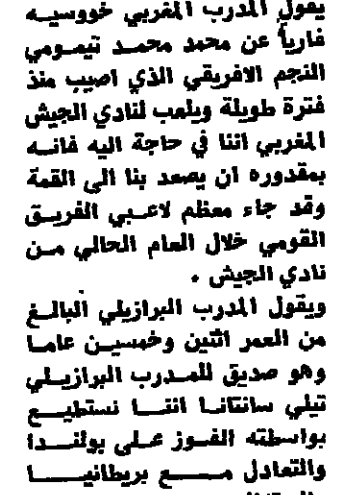 يقول المدرب المغربي خووسيه
فارياً عن محمد محمد تيمومي
النجم الافريقي الذي اصيب منذ
فترة طويلة ويلعب لنادي الجيش
المغربي اننا في حاجة اليه فانه
بمقدوره ان يصعد بنا الى القمة
وقد جاء معظم لاعبي الفريق
القومي خلال العام الحالي من
نادي الجيش .
ويقول المدرب البرازيلي البالغ
من العمر اثنين وخمسين عاما
وهو صديق للمدرب البرازيلي
تيلي سانتانا اننا نستطيع
بواسطته الفوز على بولندا
والتعادل مع بريطانيا